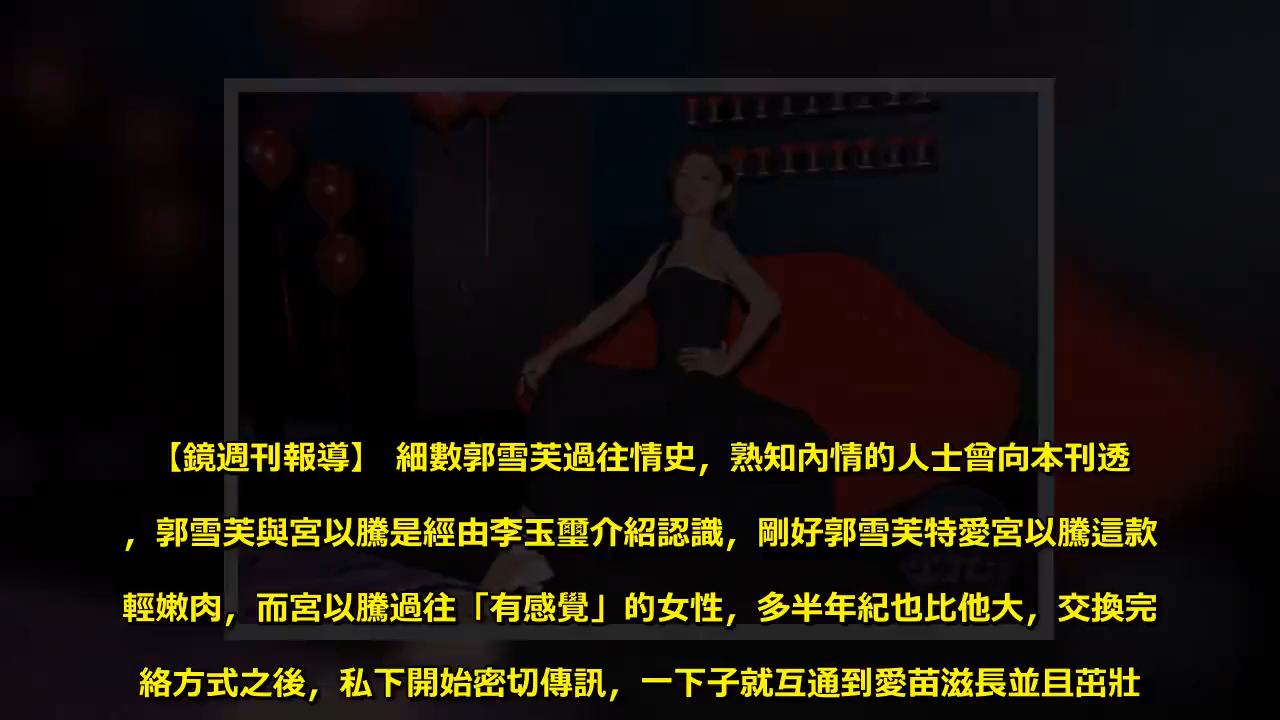 【鏡週刊報導】 細數郭雪芙過往情史，熟知內情的人士曾向本刊透
，郭雪芙與宮以騰是經由李玉璽介紹認識，剛好郭雪芙特愛宮以騰這款
輕嫩肉，而宮以騰過往「有感覺」的女性，多半年紀也比他大，交換完
絡方式之後，私下開始密切傳訊，一下子就互通到愛苗滋長並且茁壯